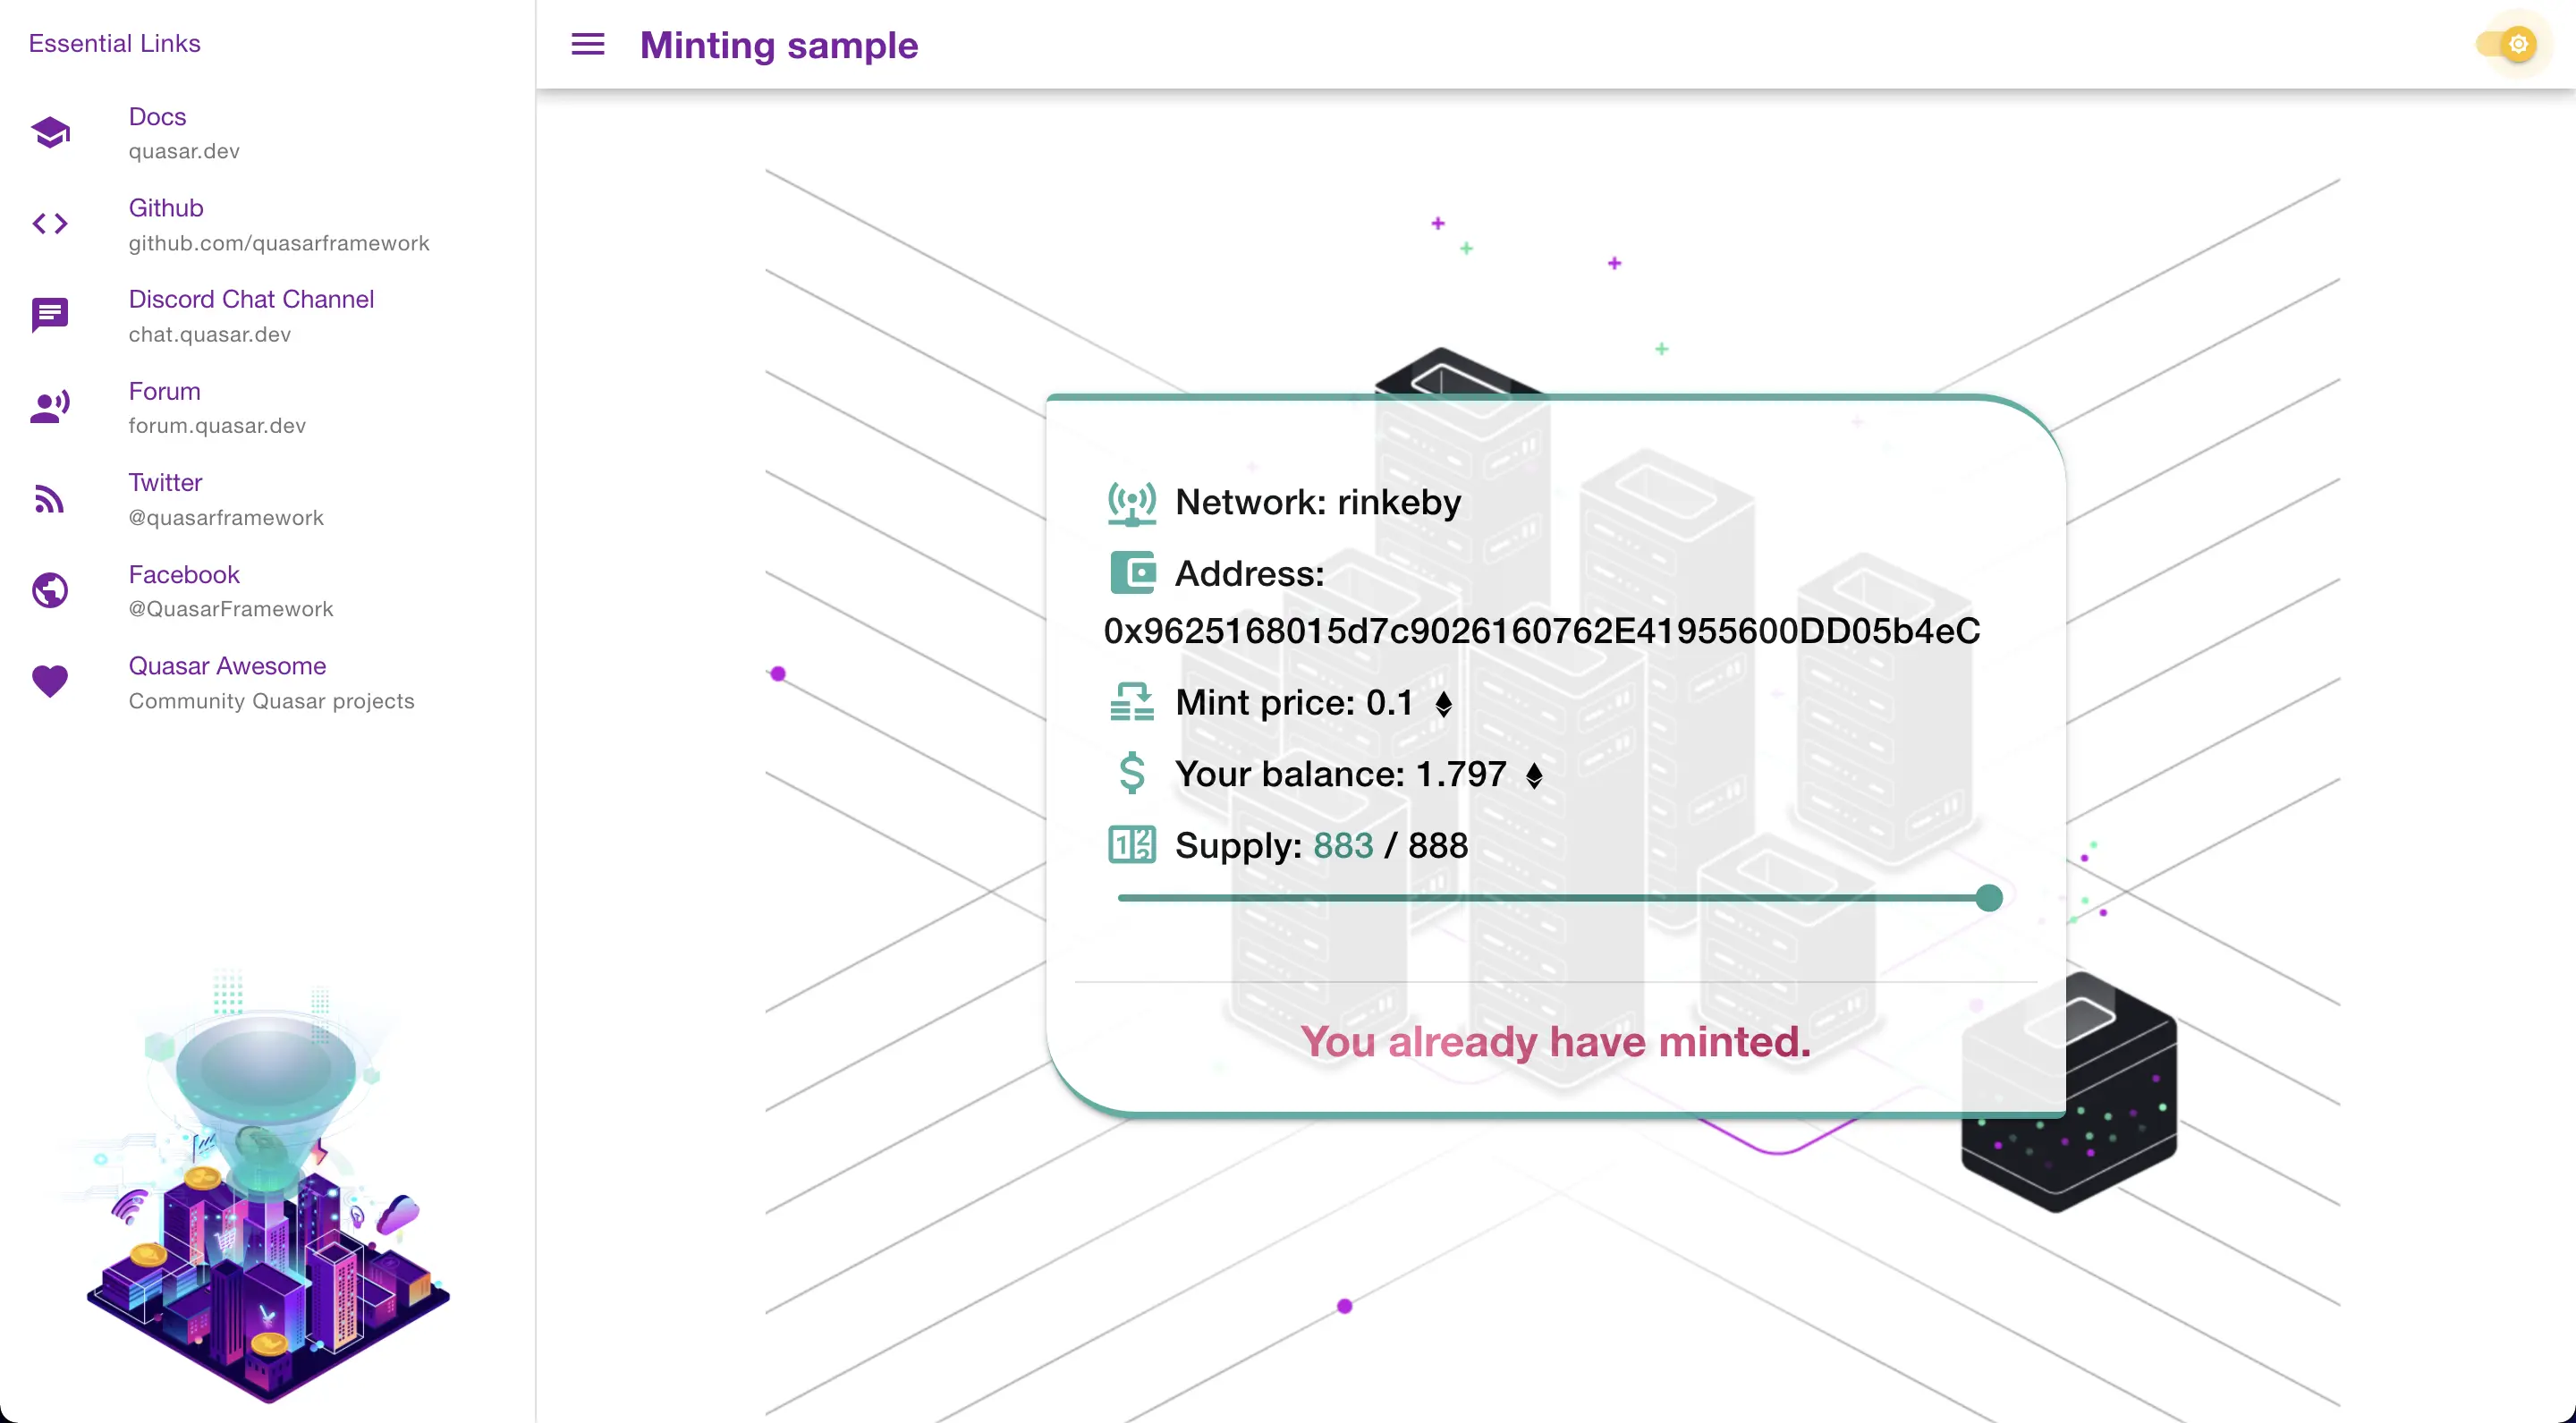 Essential Links
Docs
quasar.dev
Github
github.com/quasarframework
Discord Chat Channel
chat.quasar.dev
Forum
forum.quasar.dev
Twitter
@quasarframework
Facebook
@QuasarFramework
Quasar Awesome
Community Quasar projects
Minting sample
Network: rinkeby
Address:
0x9625168015d7c9026160762E41955600DD05b4eC
Mint price: 0.1
Your balance: 1.797
Supply: 883 / 888
You already have minted.